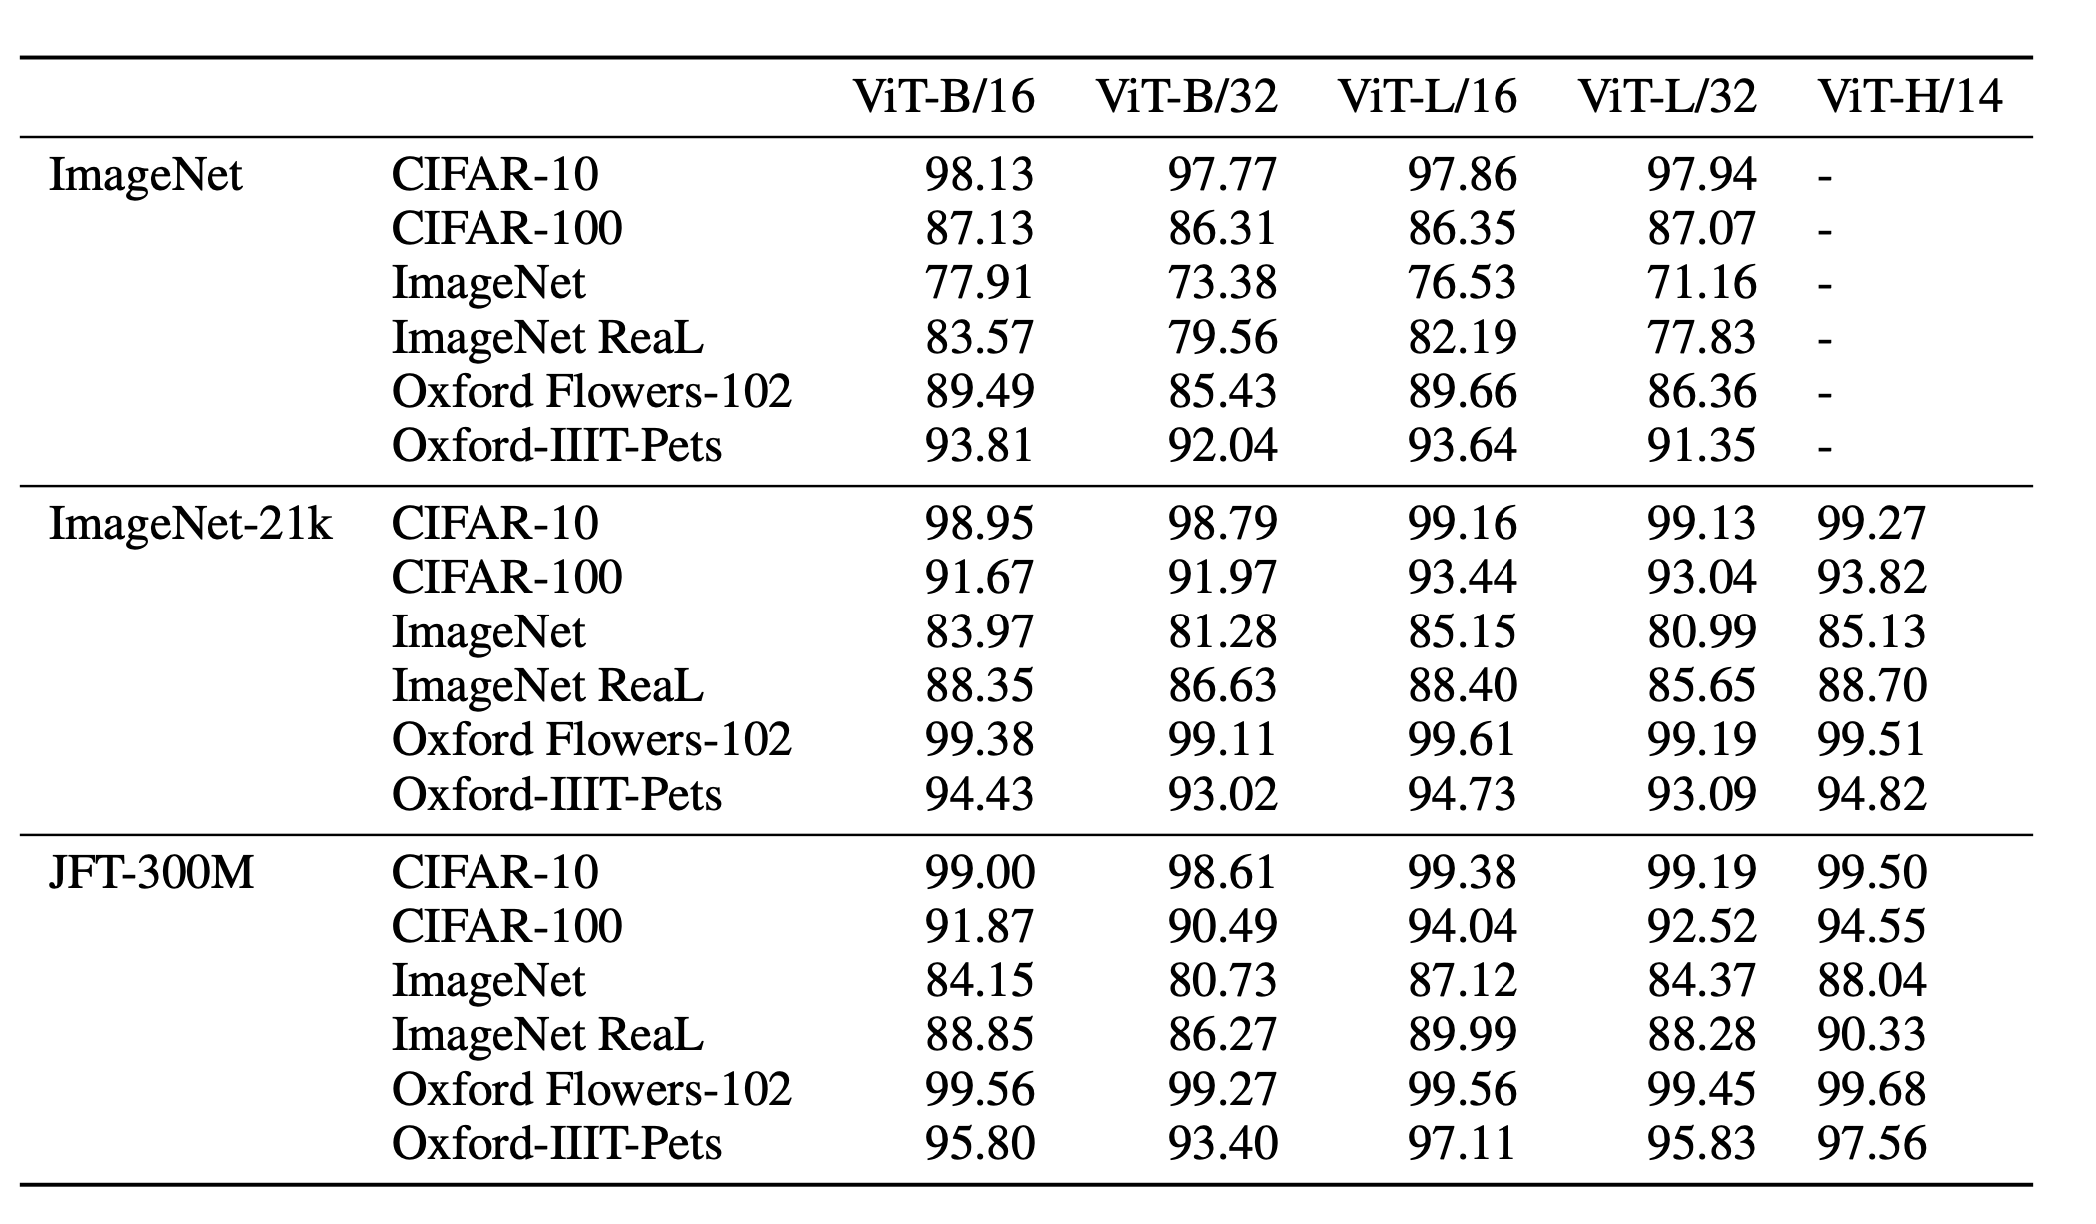 ViT-B/16 ViT-B/32 ViT-L/16 ViT-L/32 ViT-H/14
ImageNet CIFAR-10 98.13 97.77 97.86 97.94 -
CIFAR-100 87.13 86.31 86.35 87.07 -
ImageNet 77.91 73.38 76.53 71.16 -
ImageNet ReaL 83.57 79.56 82.19 77.83 -
Oxford Flowers-102 89.49 85.43 89.66 86.36 -
Oxford-IIIT-Pets 93.81 92.04 93.64 91.35 -
ImageNet-21k CIFAR-10 98.95 98.79 99.16 99.13 99.27
CIFAR-100 91.67 91.97 93.44 93.04 93.82
ImageNet 83.97 81.28 85.15 80.99 85.13
ImageNet ReaL 88.35 86.63 88.40 85.65 88.70
Oxford Flowers-102 99.38 99.11 99.61 99.19 99.51
Oxford-IIIT-Pets 94.43 93.02 94.73 93.09 94.82
JFT-300M CIFAR-10 99.00 98.61 99.38 99.19 99.50
CIFAR-100 91.87 90.49 94.04 92.52 94.55
ImageNet 84.15 80.73 87.12 84.37 88.04
ImageNet ReaL 88.85 86.27 89.99 88.28 90.33
Oxford Flowers-102 99.56 99.27 99.56 99.45 99.68
Oxford-IIIT-Pets 95.80 93.40 97.11 95.83 97.56